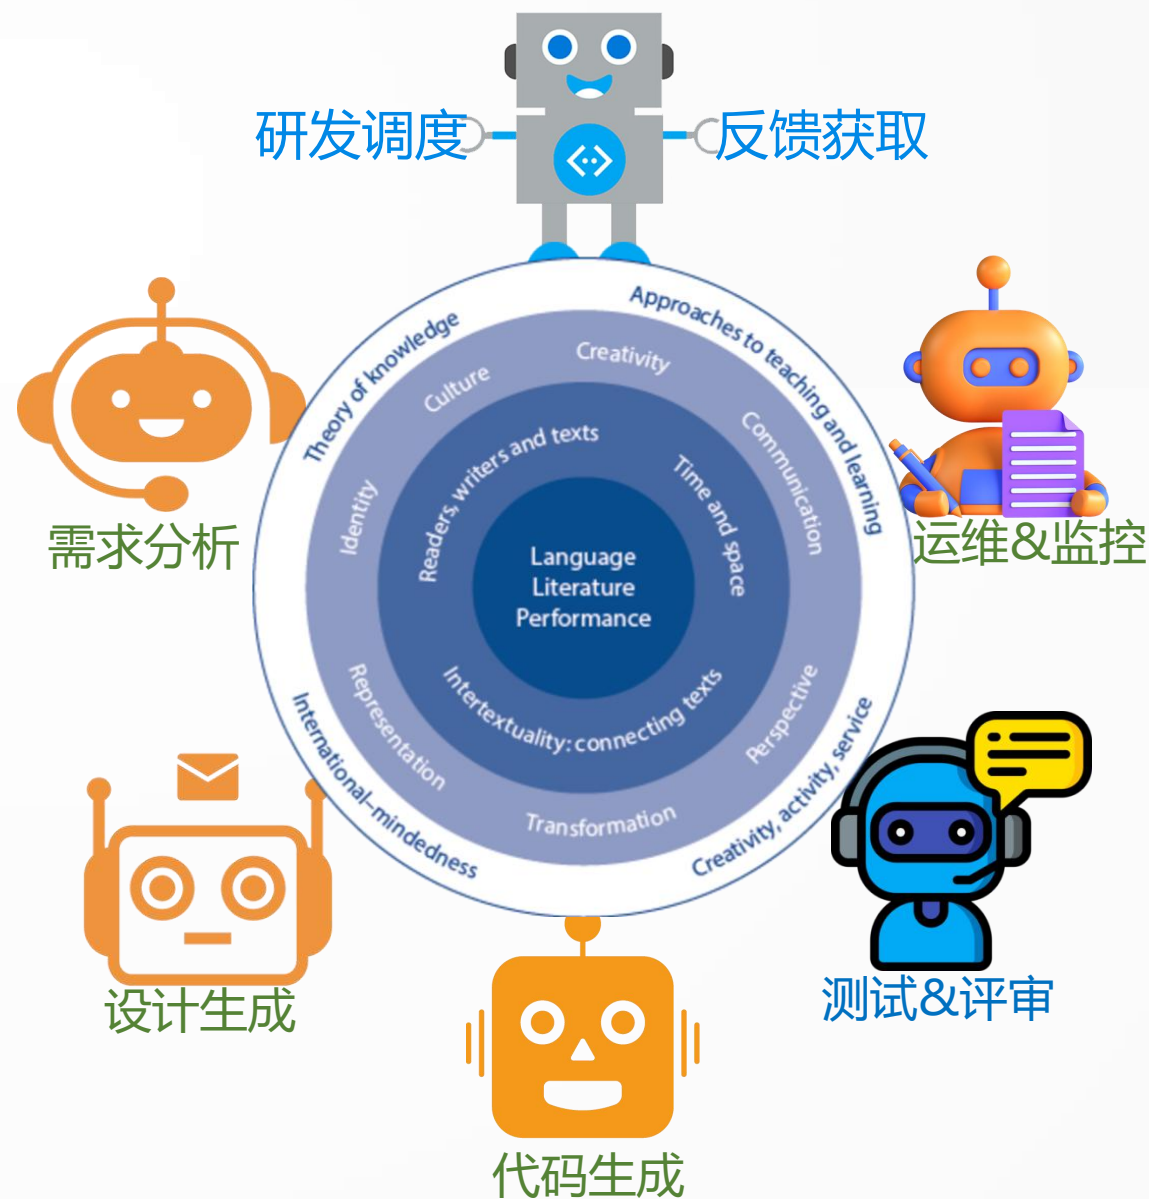 研发调度
反馈获取
需求分析
运维&监控
设计生成
测试&评审
代码生成
Theory of knowledge
Approaches to teaching and learning
International-mindedness
Creativity, activity, service
Culture
Creativity
Communication
Identity
Representation
Transformation
Perspective
Readers, writers and texts
Time and space
Intertextuality: connecting texts
Language
Literature
Performance